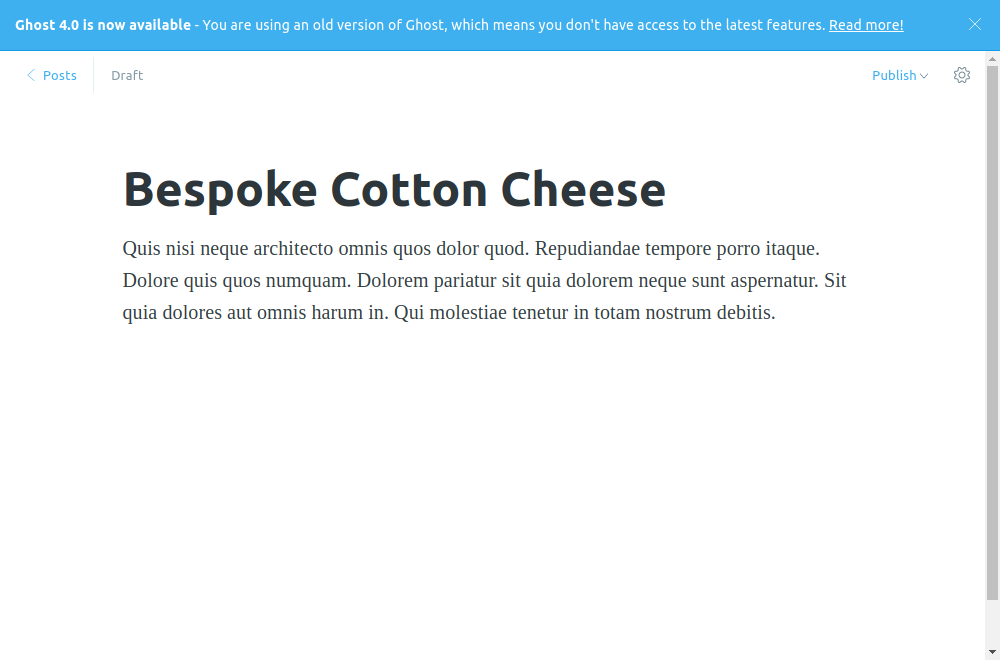 Ghost 4.0 is now available - You are using an old version of Ghost, which means you don't have access to the latest features. Read more!
Posts
Draft
Publish
Bespoke Cotton Cheese
Quis nisi neque architecto omnis quos dolor quod. Repudiandae tempore porro itaque.
Dolore quis quos numquam. Dolorem pariatur sit quia dolorem neque sunt aspernatur. Sit
quia dolores aut omnis harum in. Qui molestiae tenetur in totam nostrum debitis.